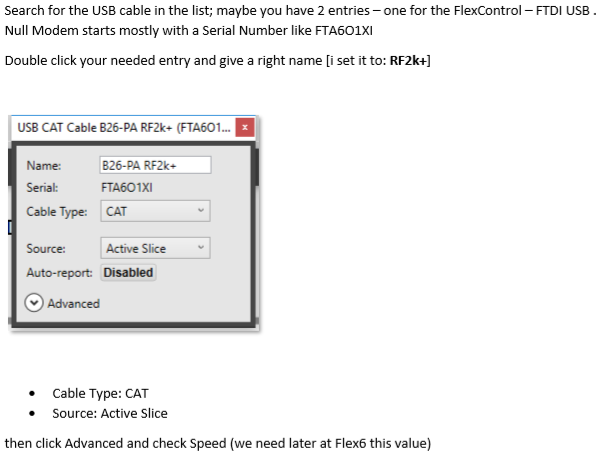 Search for the USB cable in the list; maybe you have 2 entries – one for the FlexControl – FTDI USB .
Null Modem starts mostly with a Serial Number like FTA6O1XI
Double click your needed entry and give a right name [i set it to: RF2k+]
USB CAT Cable B26-PA RF2k+ (FTA6O1... x
Name: B26-PA RF2k+
Serial: FTA6O1XI
Cable Type: CAT
Source: Active Slice
Auto-report: Disabled
Advanced
• Cable Type: CAT
• Source: Active Slice
then click Advanced and check Speed (we need later at Flex6 this value)